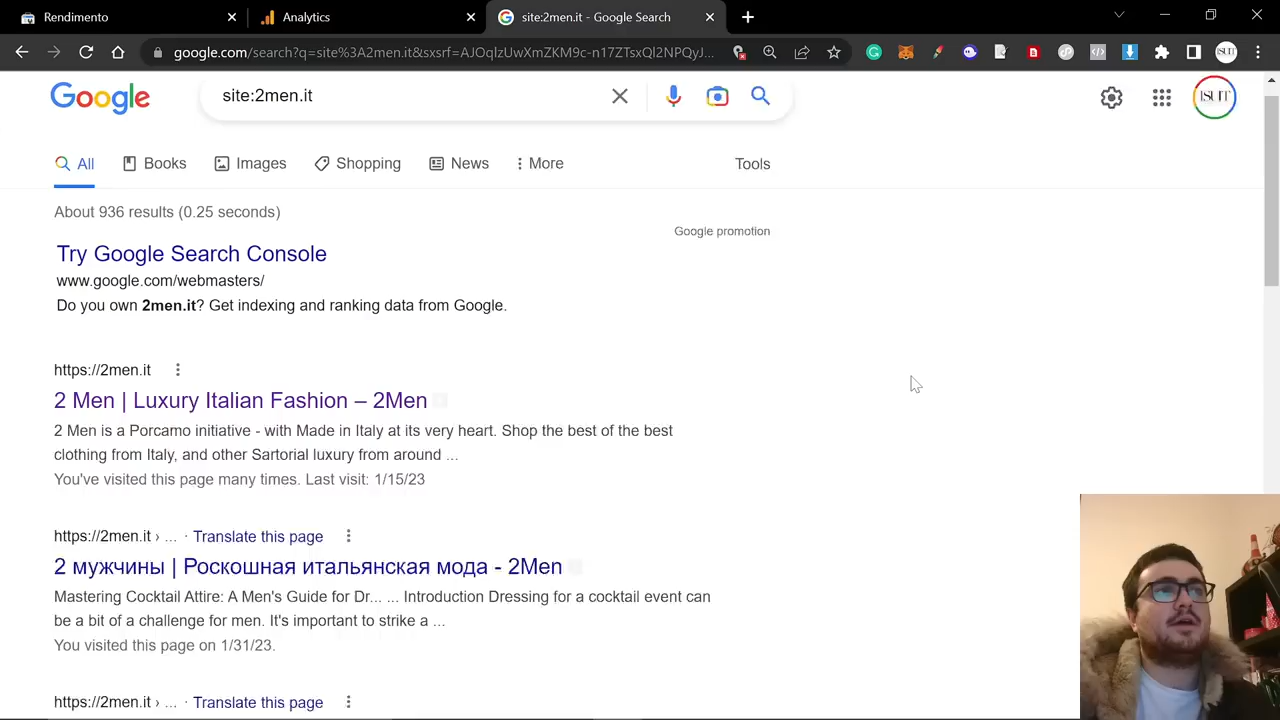 Rendimento
Analytics
site:2men.it - Google Search
google.com/search?q=site%3A2men.it&sxsrf=AJOqlzUwXmZKM9c-n17ZTsxQl2NPQyJ...
Google
site:2men.it
ISUIT
All
Books
Images
Shopping
News
More
Tools
About 936 results (0.25 seconds)
Google promotion
Try Google Search Console
www.google.com/webmasters/
Do you own 2men.it? Get indexing and ranking data from Google.
https://2men.it
2 Men | Luxury Italian Fashion – 2Men
2 Men is a Porcamo initiative - with Made in Italy at its very heart. Shop the best of the best
clothing from Italy, and other Sartorial luxury from around ...
You've visited this page many times. Last visit: 1/15/23
https://2men.it › ... · Translate this page
2 мужчины | Роскошная итальянская мода - 2Men
Mastering Cocktail Attire: A Men's Guide for Dr... ... Introduction Dressing for a cocktail event can
be a bit of a challenge for men. It's important to strike a ...
You visited this page on 1/31/23.
https://2men.it › ... · Translate this page